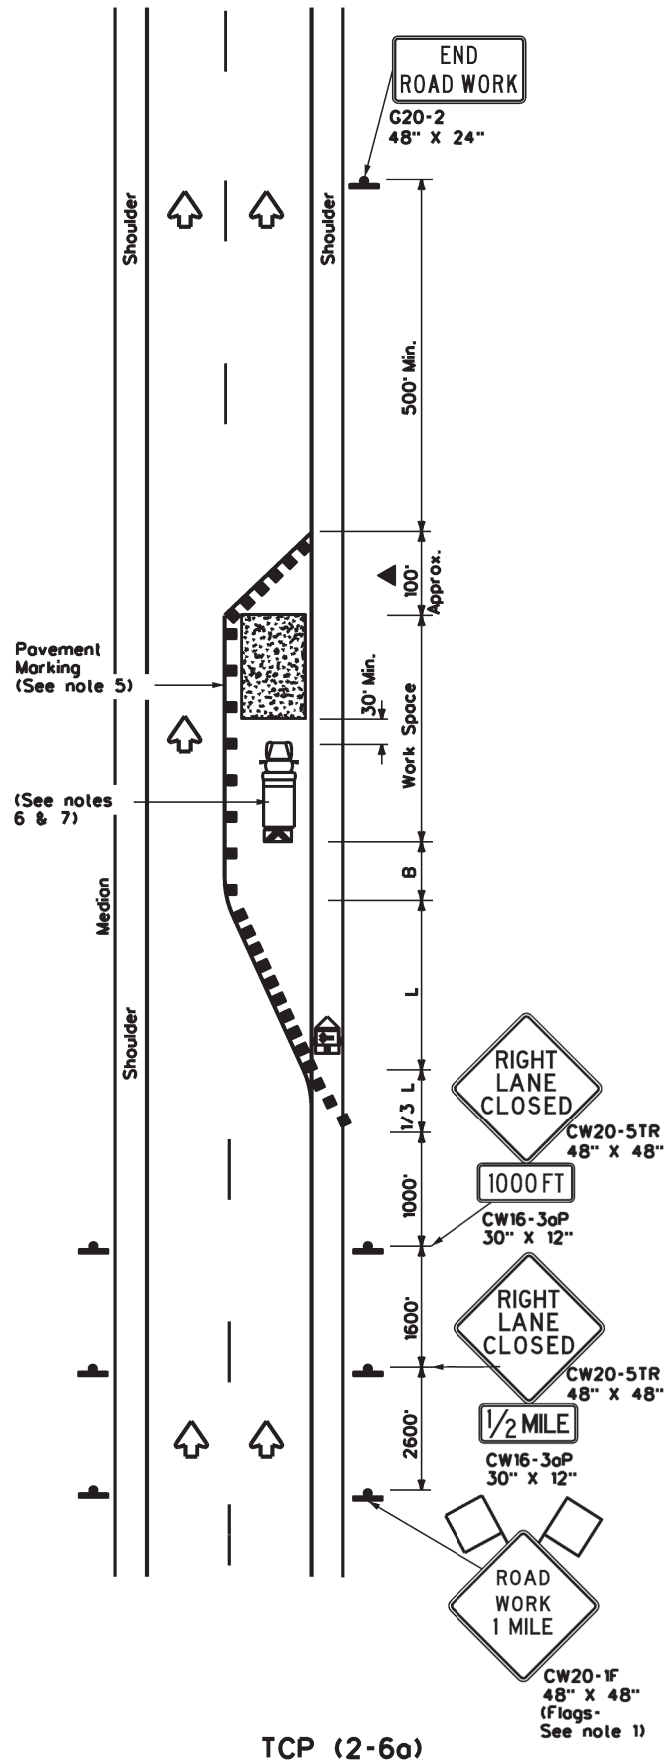 END
ROAD WORK
G20-2
48" X 24"
Shoulder
Shoulder
500' Min.
100'
Approx.
Pavement
Marking
(See note 5)
30' Min.
Work Space
(See notes
6 & 7)
B
Median
L
Shoulder
RIGHT
LANE
CLOSED
CW20-5TR
48" X 48"
1/3 L
1000 FT
CW16-3aP
30" X 12"
1000'
RIGHT
LANE
CLOSED
1600'
CW20-5TR
48" X 48"
1/2 MILE
CW16-3aP
30" X 12"
2600'
ROAD
WORK
1 MILE
CW20-1F
48" X 48"
(Flags-
See note 1)
TCP (2-6a)